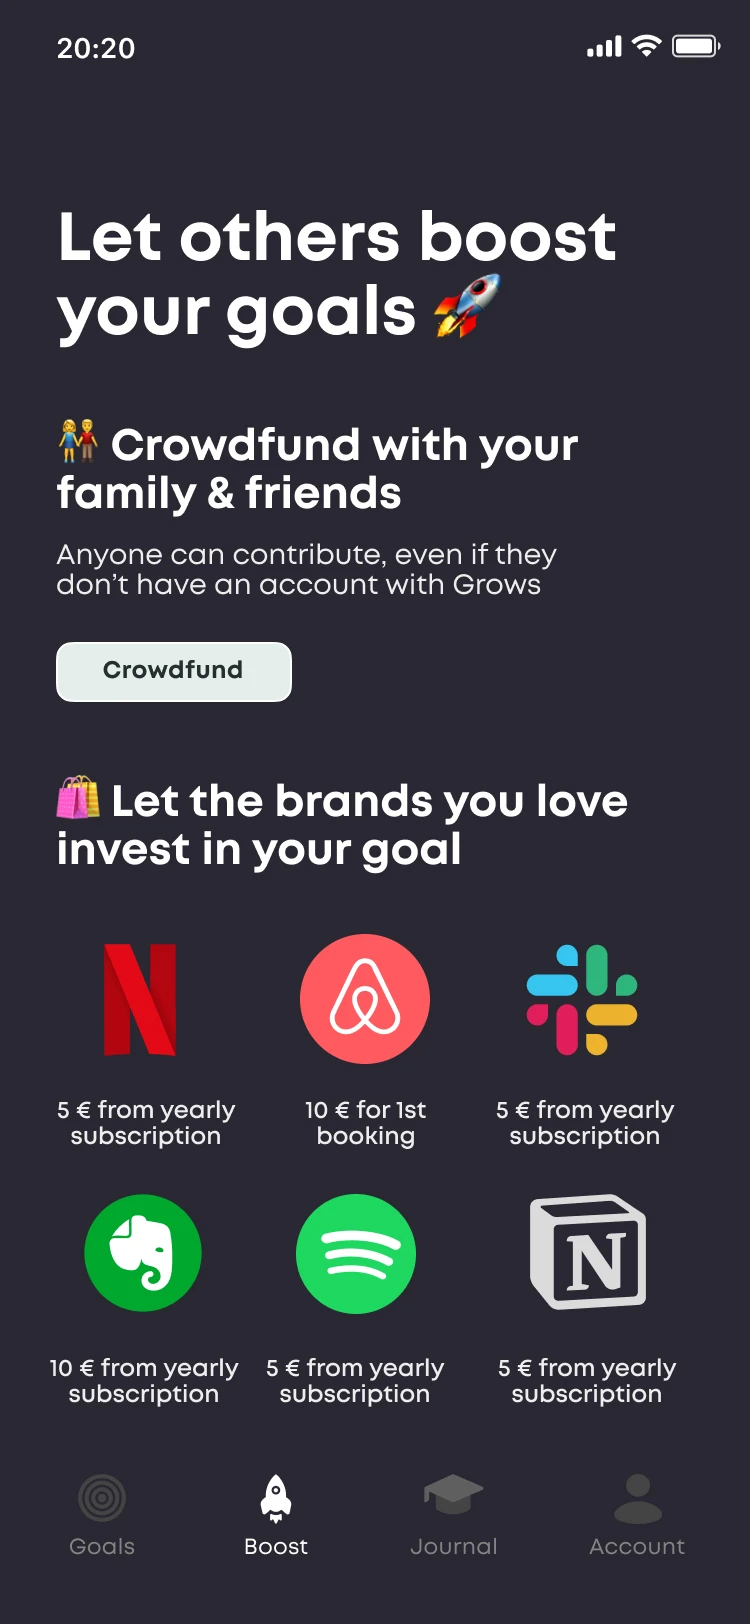 20:20
Let others boost
your goals 🚀
👫 Crowdfund with your
family & friends
Anyone can contribute, even if they
don’t have an account with Grows
Crowdfund
🛍️ Let the brands you love
invest in your goal
N
5 € from yearly
subscription
10 € for 1st
booking
5 € from yearly
subscription
N
10 € from yearly
subscription
5 € from yearly
subscription
5 € from yearly
subscription
Goals
Boost
Journal
Account